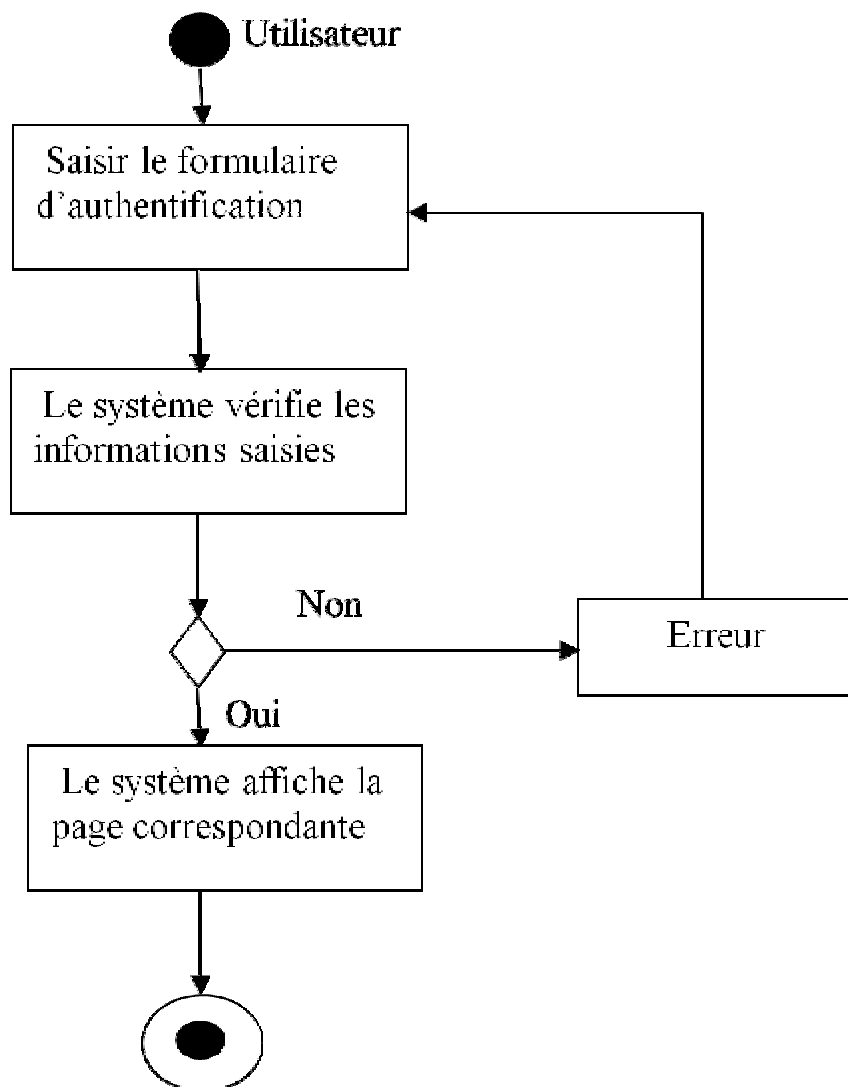 Utilisateur
Saisir le formulaire
d'authentification
Le système vérifie les
informations saisies
Non
Erreur
Oui
Le système affiche la
page correspondante